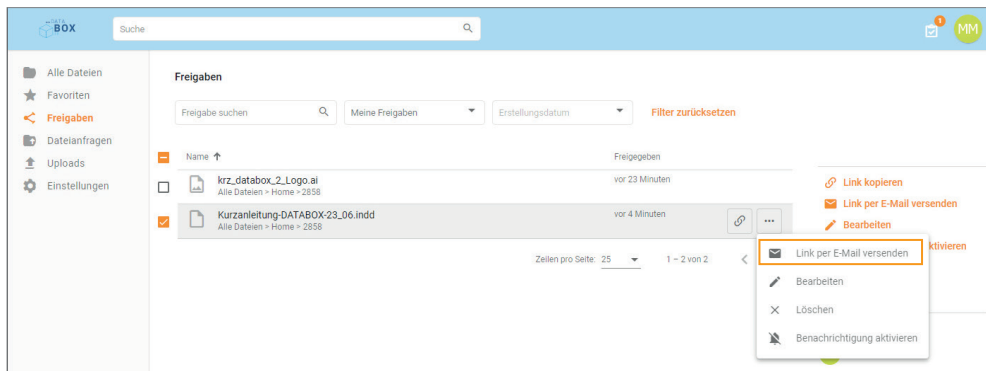 DATA
BOX
Suche
1
MM
Alle Dateien
Favoriten
Freigaben
Dateianfragen
Uploads
Einstellungen
Freigaben
Freigabe suchen
Meine Freigaben
Erstellungsdatum
Filter zurücksetzen
Name
Freigegeben
krz_databox_2_Logo.ai
Alle Dateien > Home > 2858
vor 23 Minuten
Kurzanleitung-DATABOX-23_06.indd
Alle Dateien > Home > 2858
vor 4 Minuten
Zeilen pro Seite: 25
1 – 2 von 2
Link kopieren
Link per E-Mail versenden
Bearbeiten
ktivieren
Link per E-Mail versenden
Bearbeiten
Löschen
Benachrichtigung aktivieren